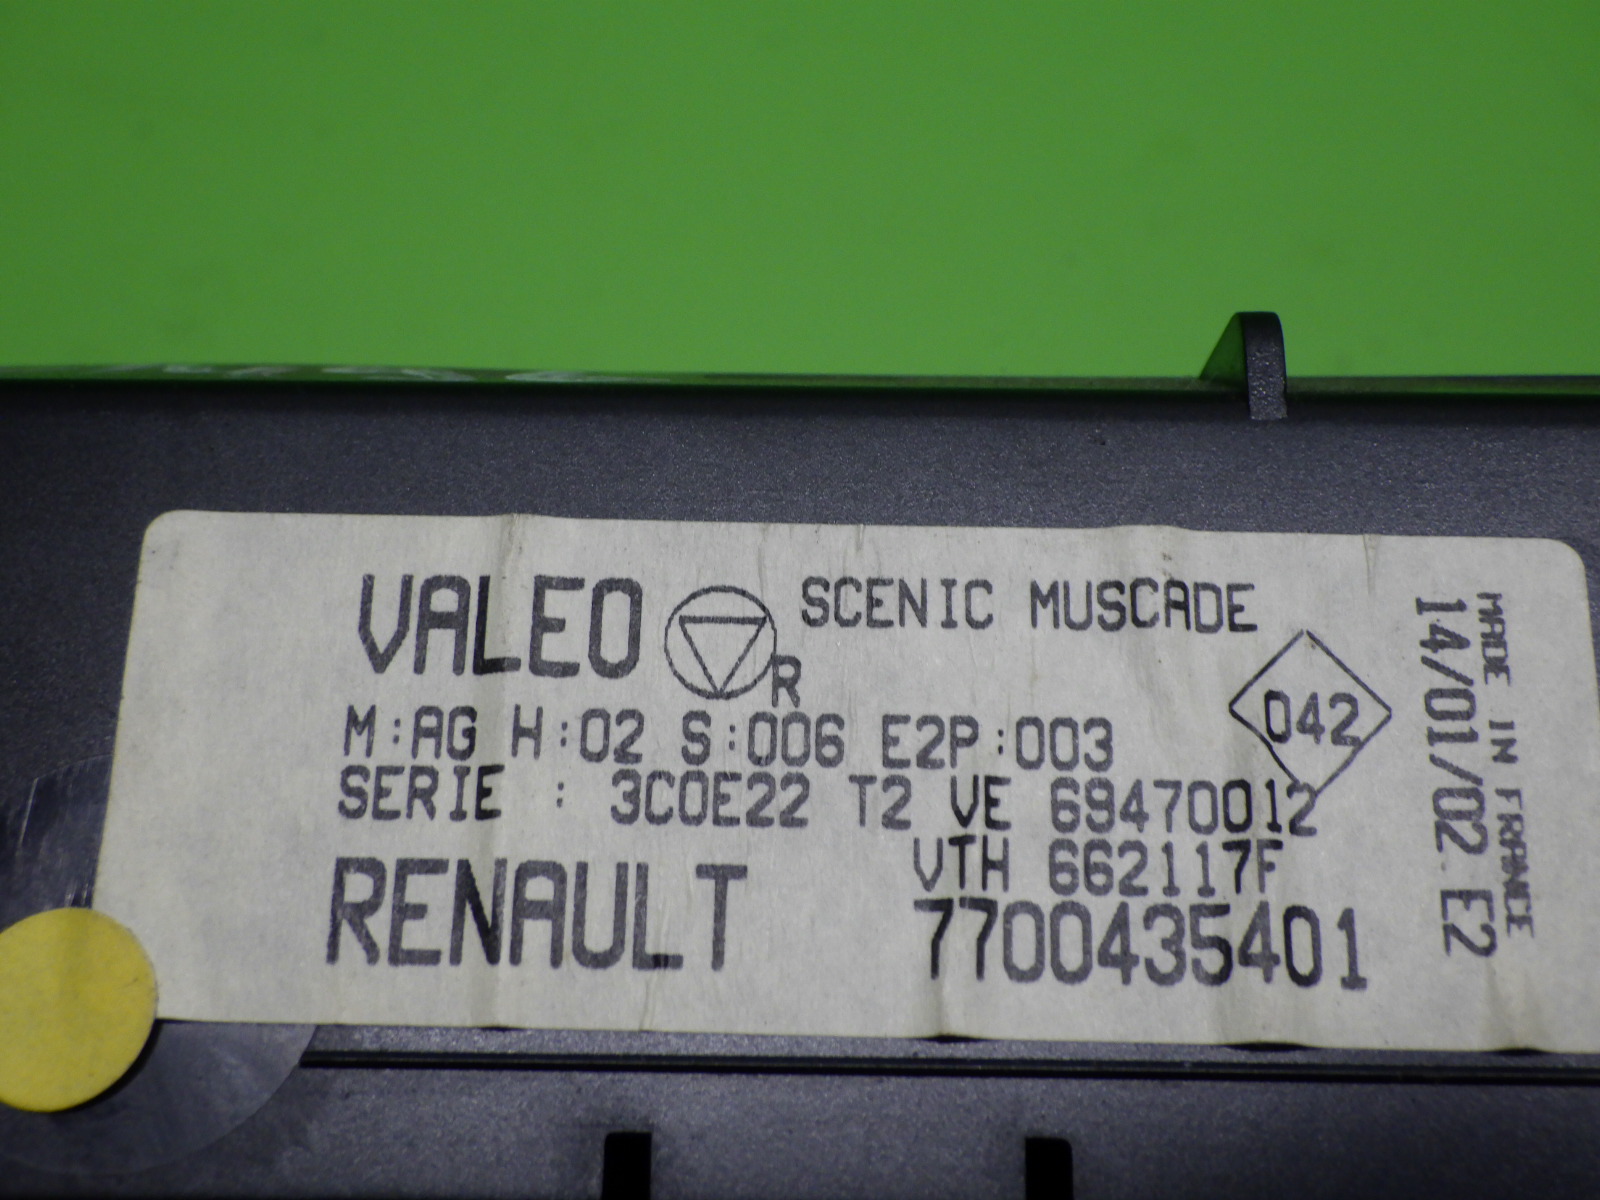 VALEO R SCENIC MUSCADE
M:AG H:02 S:006 E2P:003
042
SERIE : 3C0E22 T2 VE 69470012
VTH 662117F
RENAULT 7700435401
MADE IN FRANCE
14/01/02 E2